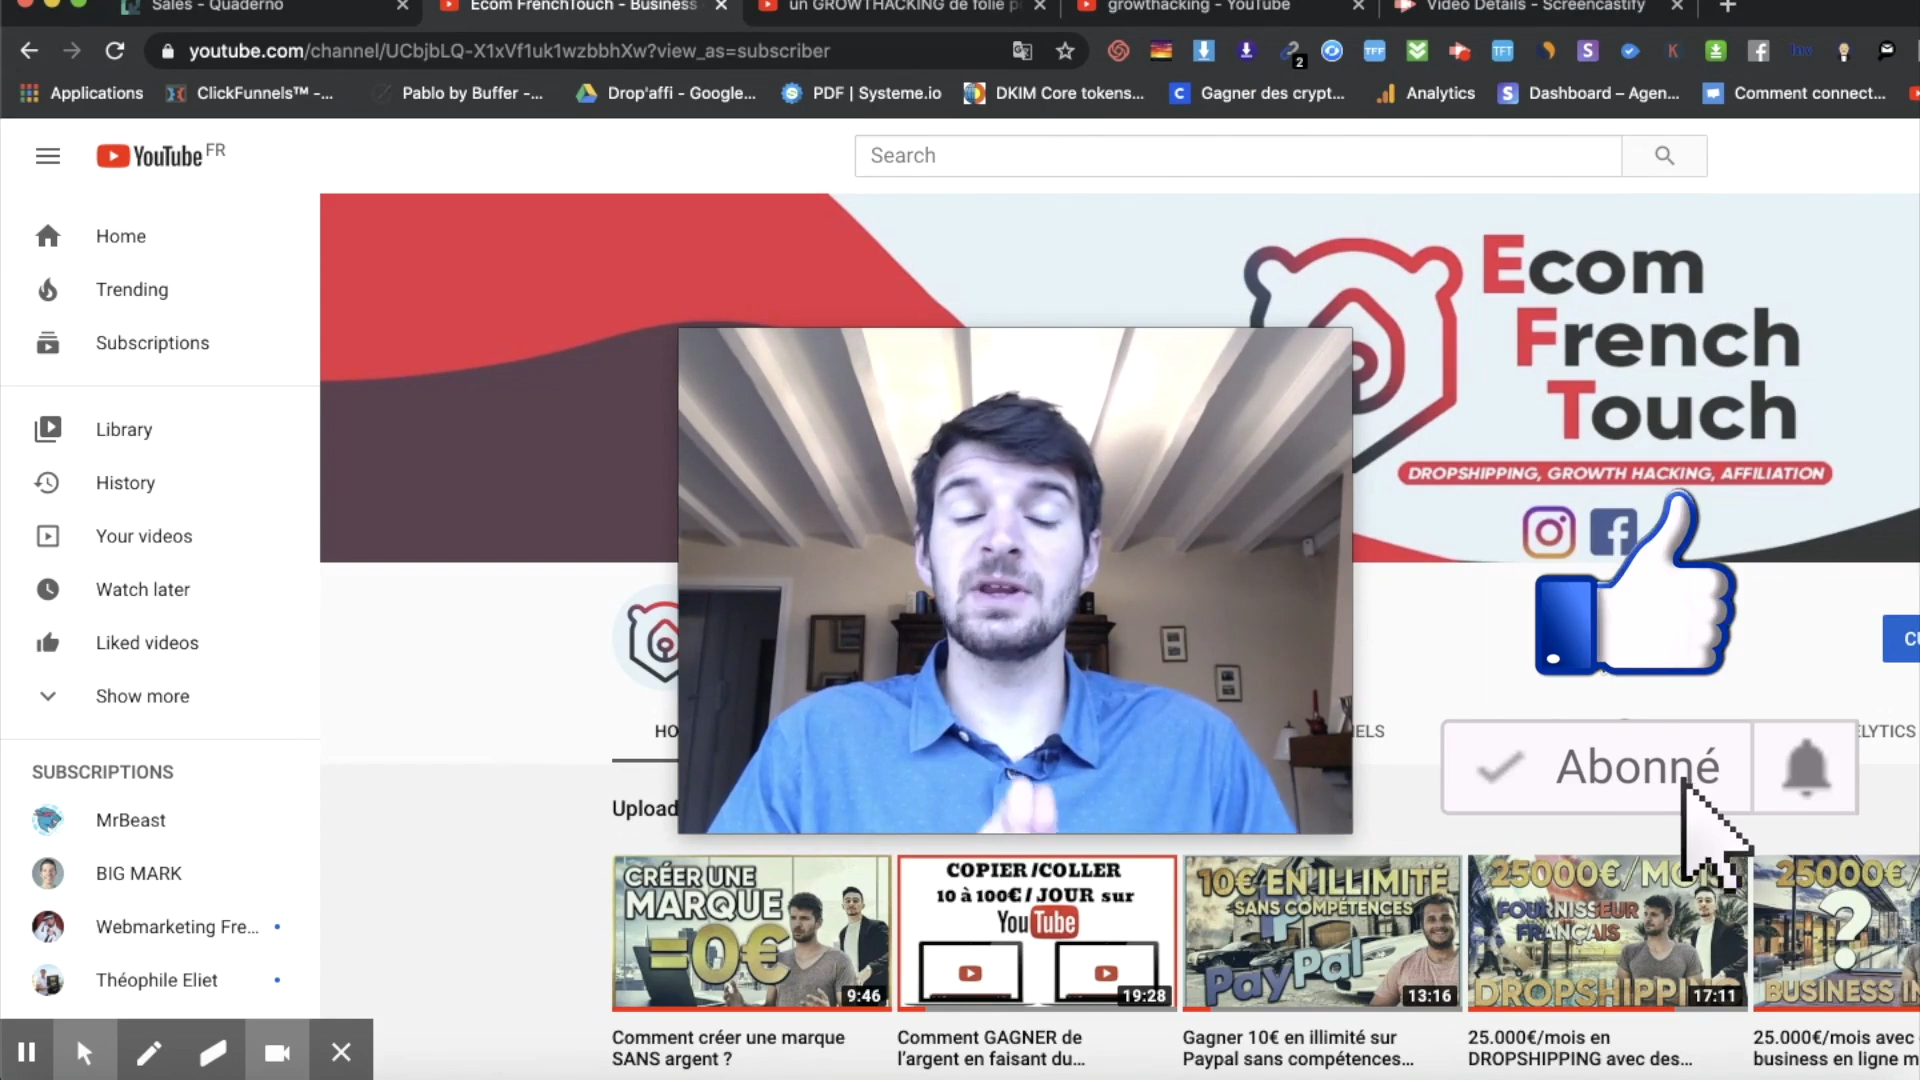 Sales - Quaderno
Ecom FrenchTouch - Business
un GROWTHACKING de folie p
growthacking - YouTube
Video Details - Screencastify
youtube.com/channel/UCbjbLQ-X1xVf1uk1wzbbhXw?view_as=subscriber
2
TFF
TFT
Applications
ClickFunnels™ -...
Pablo by Buffer -...
Drop'affi - Google...
PDF | Systeme.io
DKIM Core tokens...
Gagner des crypt...
Analytics
Dashboard – Agen...
Comment connect...
YouTube FR
Search
Home
Trending
Subscriptions
Library
History
Your videos
Watch later
Liked videos
Show more
SUBSCRIPTIONS
MrBeast
BIG MARK
Webmarketing Fre...
Théophile Eliet
Ecom
French
Touch
DROPSHIPPING, GROWTH HACKING, AFFILIATION
Abonné
Upload
CRÉER UNE
MARQUE
=0€
9:46
Comment créer une marque
SANS argent ?
COPIER /COLLER
10 à 100€ / JOUR sur
YouTube
19:28
Comment GAGNER de
l'argent en faisant du...
10€ EN ILLIMITÉ
SANS COMPÉTENCES
PayPal
13:16
Gagner 10€ en illimité sur
Paypal sans compétences...
25000€/MO
FOURNISSEUR
FRANÇAIS
DROPSHIPPI
17:11
25.000€/mois en
DROPSHIPPING avec des...
25000€/
?
BUSINESS
25.000€/mois avec
business en ligne